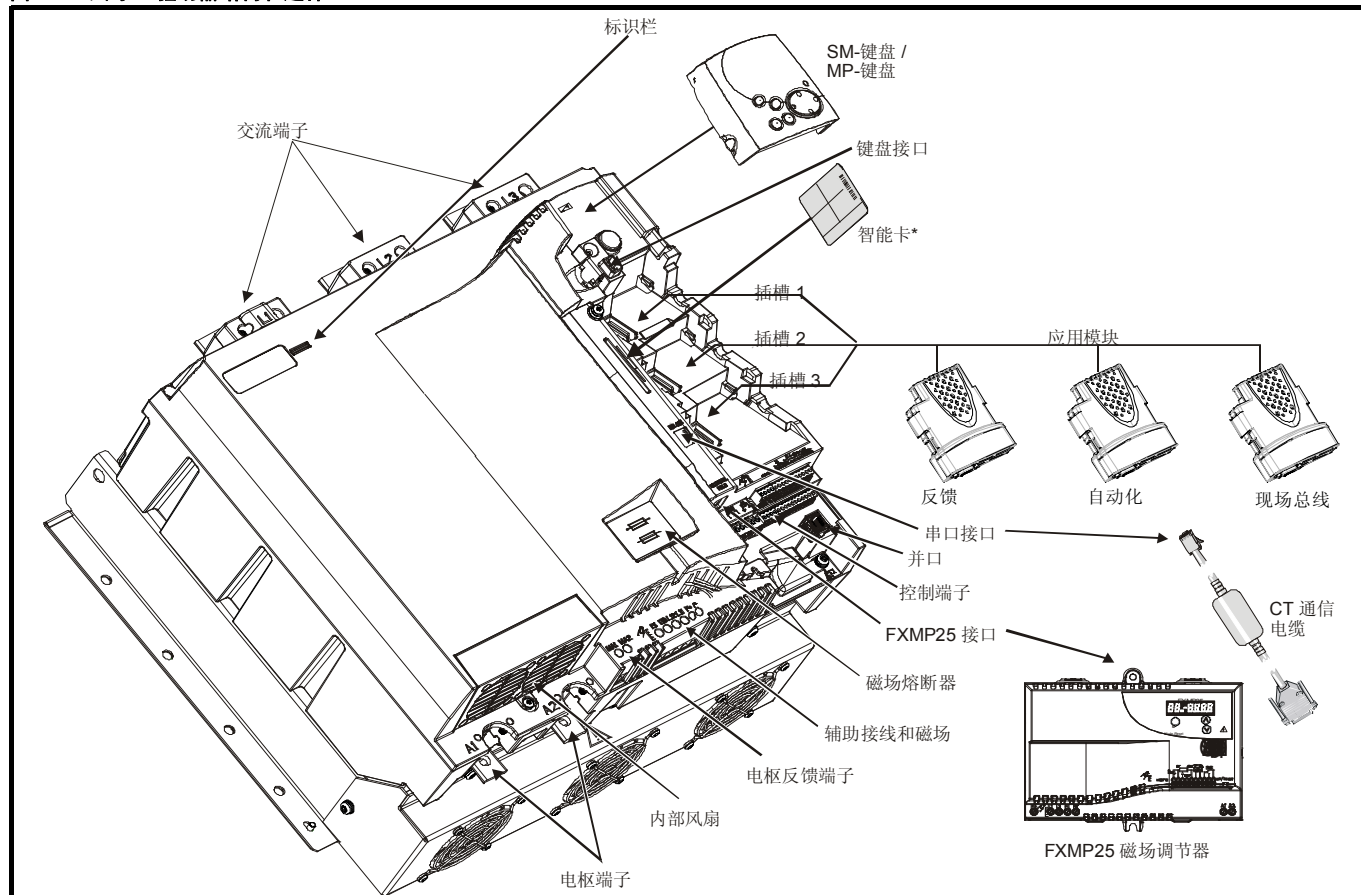 标识栏
SM-键盘 /
MP-键盘
交流端子
键盘接口
L3
智能卡*
L2
插槽 1
L1
插槽 2
应用模块
插槽 3
反馈
自动化
现场总线
串口接口
并口
控制端子
CT 通信
电缆
FXMP25 接口
磁场熔断器
辅助接线和磁场
A2
A1
电枢反馈端子
内部风扇
电枢端子
FXMP25 磁场调节器